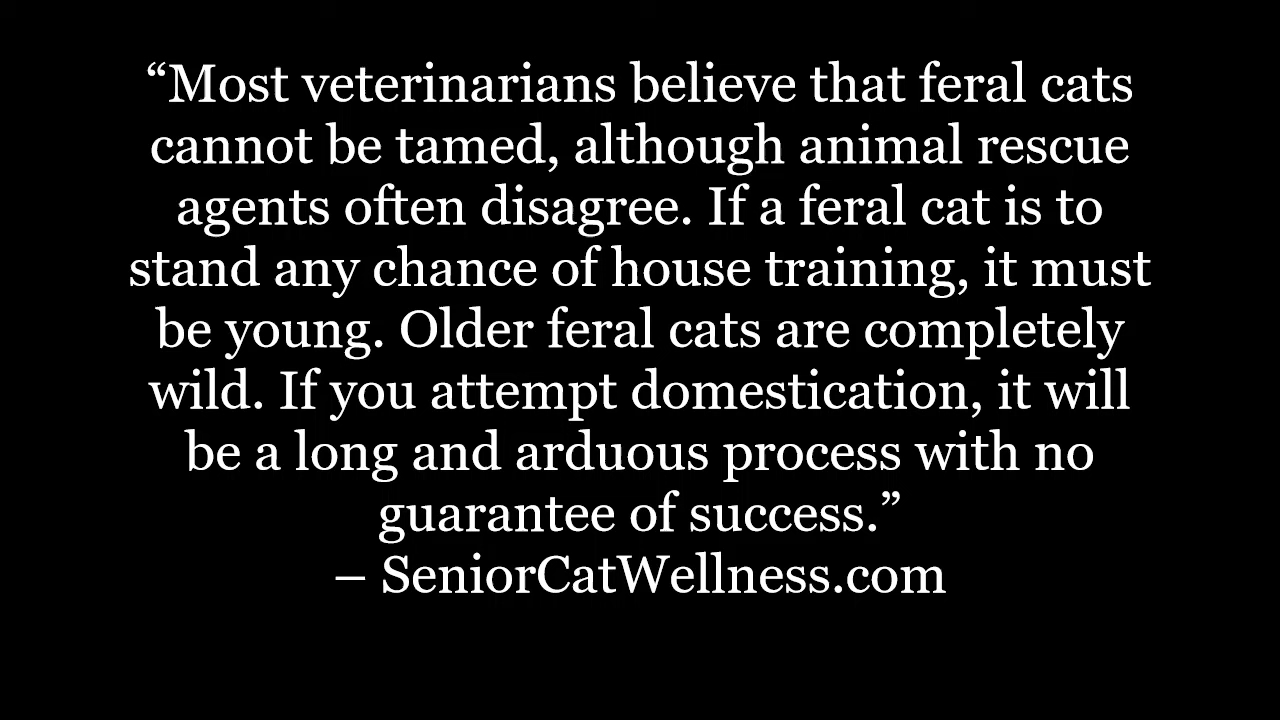 “Most veterinarians believe that feral cats
cannot be tamed, although animal rescue
agents often disagree. If a feral cat is to
stand any chance of house training, it must
be young. Older feral cats are completely
wild. If you attempt domestication, it will
be a long and arduous process with no
guarantee of success.”
– SeniorCatWellness.com